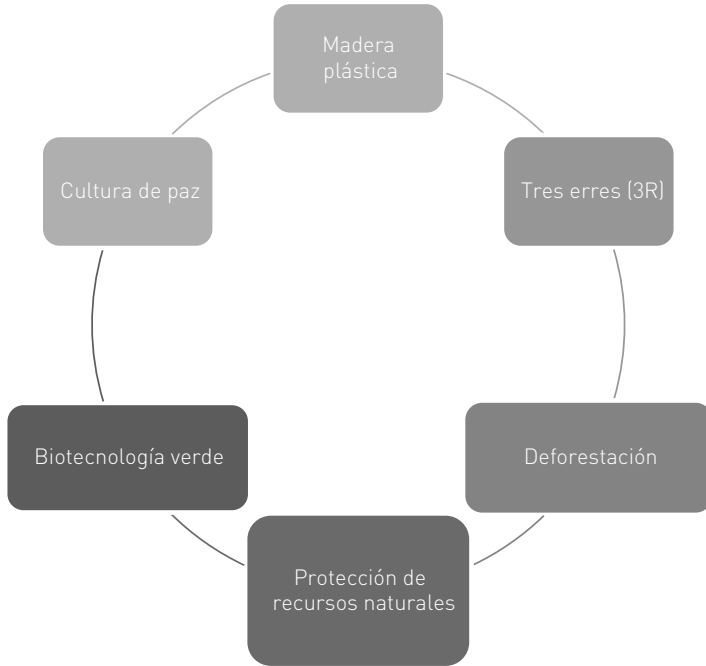 Madera
plástica
Tres erres (3R)
Deforestación
Protección de
recursos naturales
Biotecnología verde
Cultura de paz